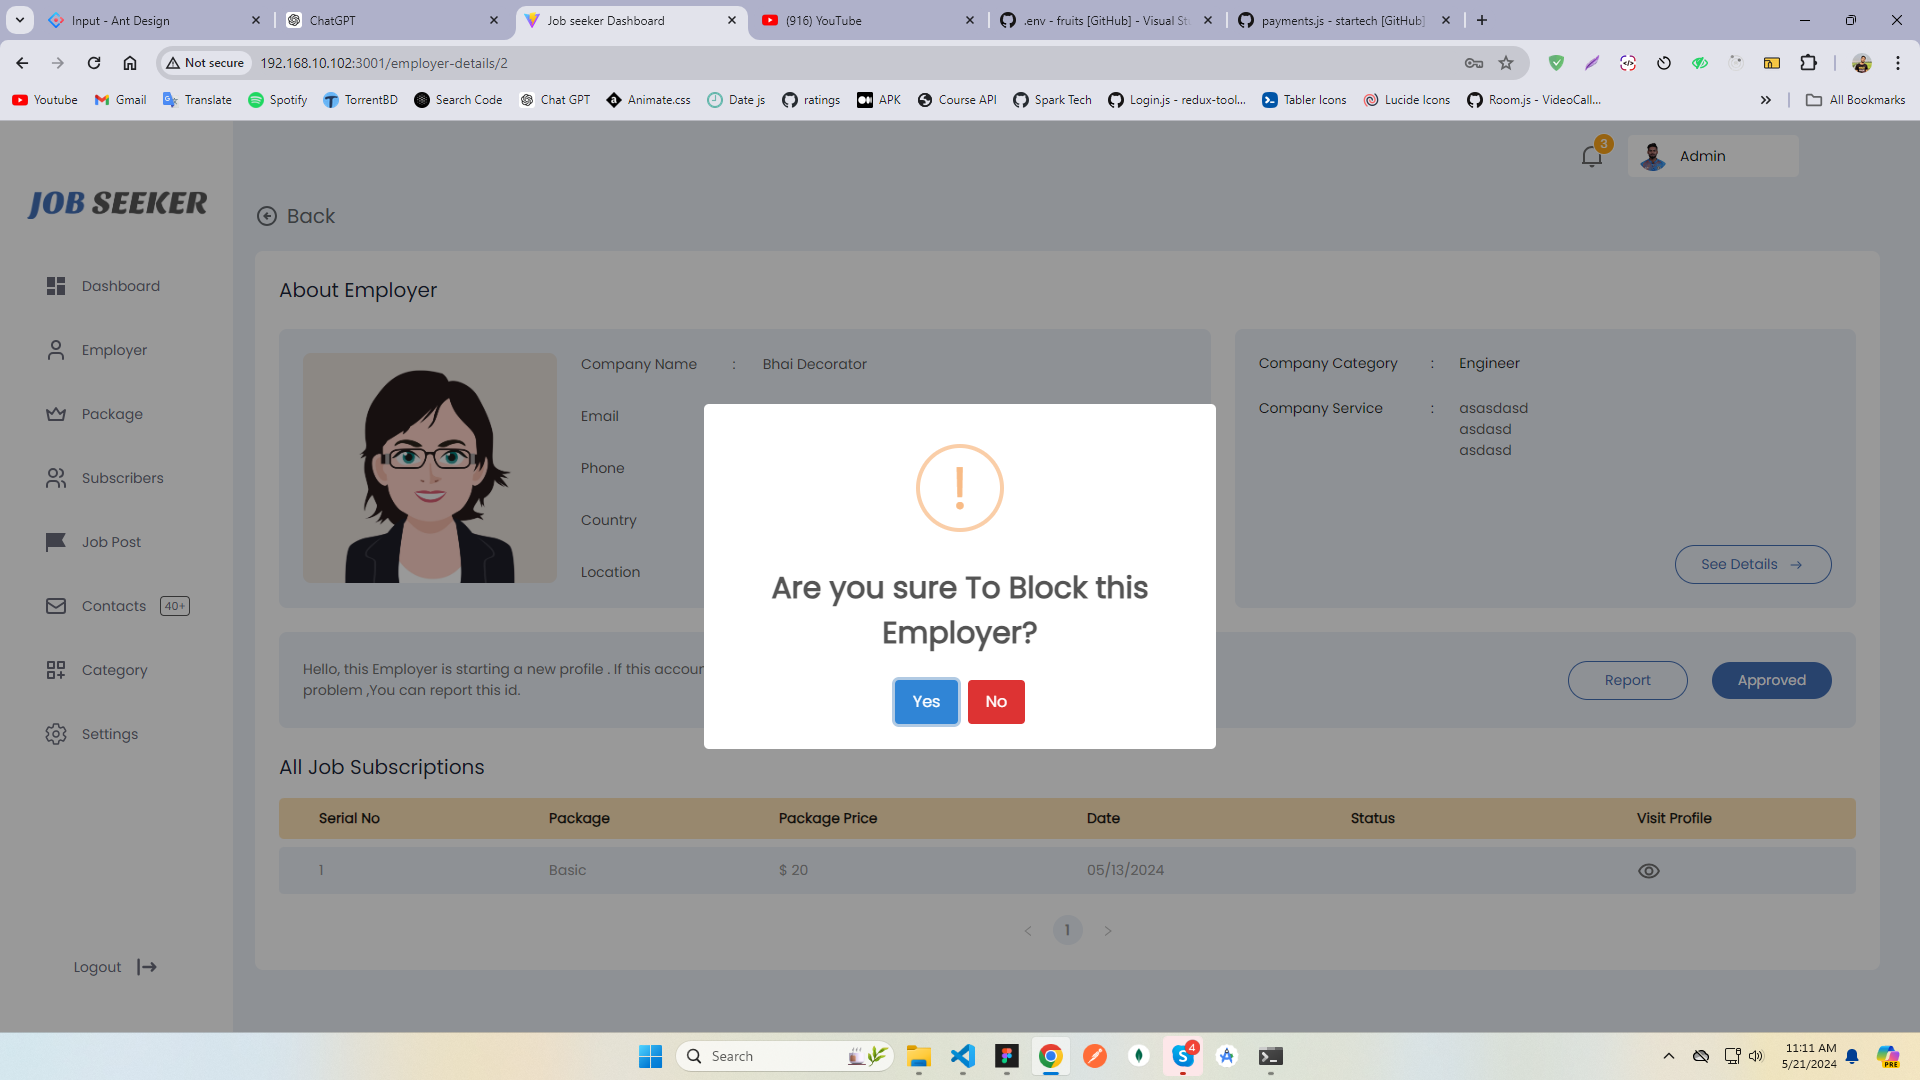 Input - Ant Design
ChatGPT
Job seeker Dashboard
(916) YouTube
.env - fruits [GitHub] - Visual St
payments.js - startech [GitHub]
Not secure
192.168.10.102:3001/employer-details/2
Youtube
Gmail
Translate
Spotify
TorrentBD
Search Code
Chat GPT
Animate.css
Date js
ratings
APK
Course API
Spark Tech
Login.js - redux-tool...
Tabler Icons
Lucide Icons
Room.js - VideoCall...
All Bookmarks
3
Admin
JOB SEEKER
Back
Dashboard
Employer
Package
Subscribers
Job Post
Contacts 40+
Category
Settings
Logout
About Employer
Company Name : Bhai Decorator
Email
Phone
Country
Location
Company Category : Engineer
Company Service : asasdasd
asdasd
asdasd
See Details
Are you sure To Block this
Employer?
Yes
No
Hello, this Employer is starting a new profile . If this accoun
problem ,You can report this id.
Report
Approved
All Job Subscriptions
Serial No Package Package Price Date Status Visit Profile
1 Basic $ 20 05/13/2024
< 1 >
Search
4
11:11 AM
5/21/2024
PRE